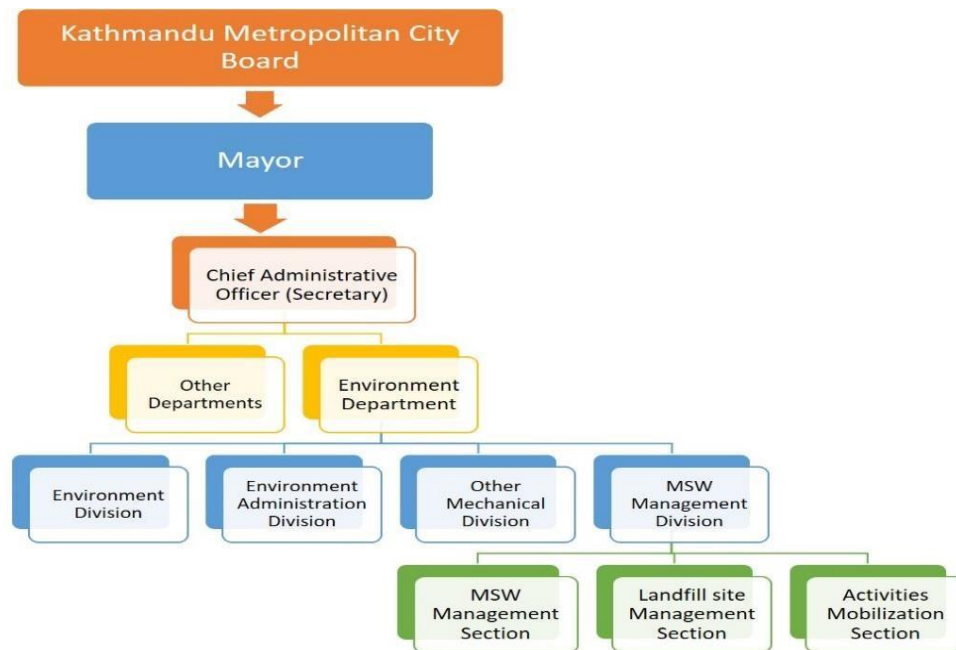 Kathmandu Metropolitan City
Board
Mayor
Chief Administrative
Officer (Secretary)
Other
Departments
Environment
Department
Environment
Division
Environment
Administration
Division
Other
Mechanical
Division
MSW
Management
Division
MSW
Management
Section
Landfill site
Management
Section
Activities
Mobilization
Section